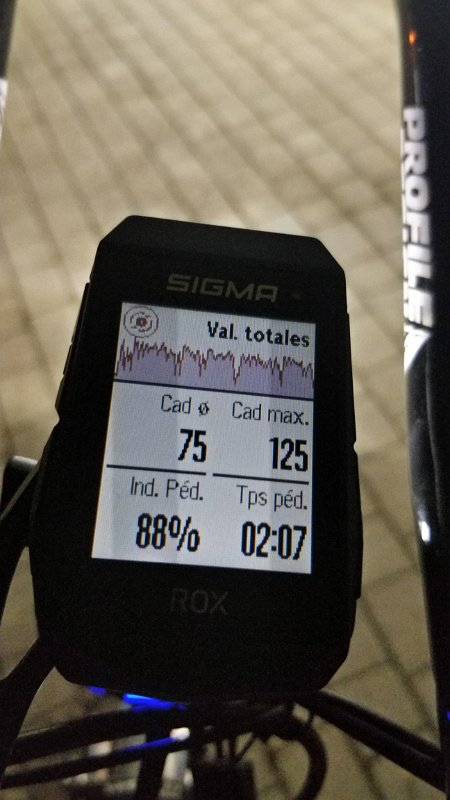 SIGMA
Val. totales
Cad ø Cad max.
75 125
Ind. Péd. Tps péd.
88% 02:07
ROX
PROFILE